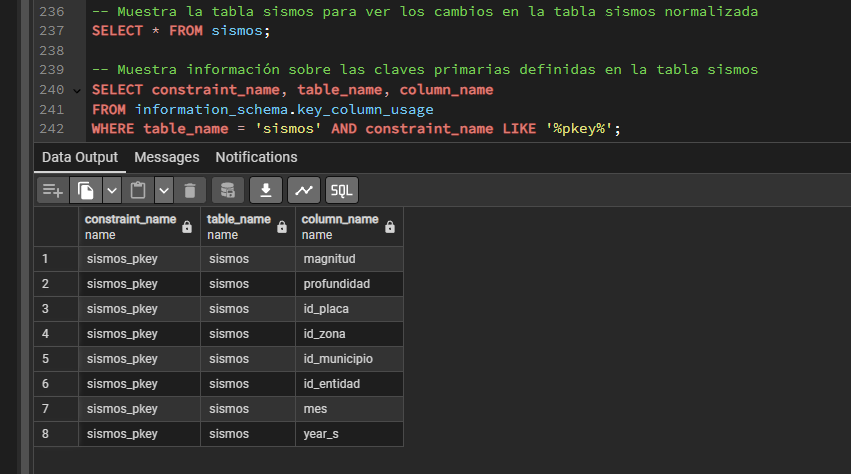 236 -- Muestra la tabla sismos para ver los cambios en la tabla sismos normalizada
237 SELECT * FROM sismos;
238
239 -- Muestra información sobre las claves primarias definidas en la tabla sismos
240 SELECT constraint_name, table_name, column_name
241 FROM information_schema.key_column_usage
242 WHERE table_name = 'sismos' AND constraint_name LIKE '%pkey%';
Data Output Messages Notifications
SQL
constraint_name table_name column_name
name name name
1 sismos_pkey sismos magnitud
2 sismos_pkey sismos profundidad
3 sismos_pkey sismos id_placa
4 sismos_pkey sismos id_zona
5 sismos_pkey sismos id_municipio
6 sismos_pkey sismos id_entidad
7 sismos_pkey sismos mes
8 sismos_pkey sismos year_s